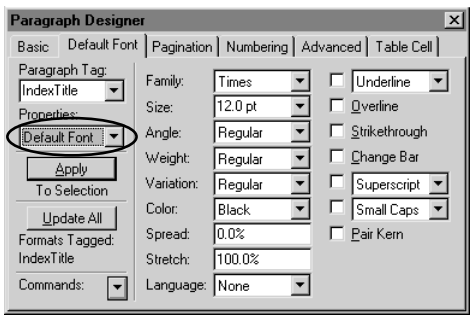 Paragraph Designer
Basic Default Font Pagination Numbering Advanced Table Cell
Paragraph Tag:
IndexTitle
Properties:
Default Font
Apply
To Selection
Update All
Formats Tagged:
IndexTitle
Commands:
Family: Times
Size: 12.0 pt
Angle: Regular
Weight: Regular
Variation: Regular
Color: Black
Spread: 0.0%
Stretch: 100.0%
Language: None
Underline
Overline
Strikethrough
Change Bar
Superscript
Small Caps
Pair Kern